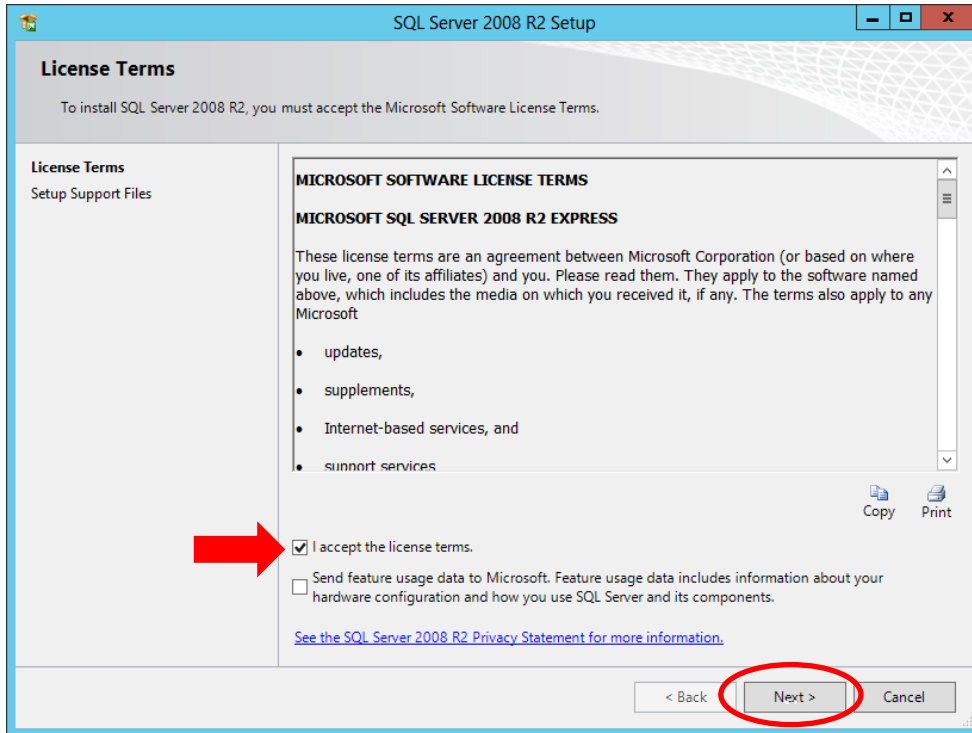 SQL Server 2008 R2 Setup
License Terms
To install SQL Server 2008 R2, you must accept the Microsoft Software License Terms.
License Terms
Setup Support Files
MICROSOFT SOFTWARE LICENSE TERMS
MICROSOFT SQL SERVER 2008 R2 EXPRESS
These license terms are an agreement between Microsoft Corporation (or based on where
you live, one of its affiliates) and you. Please read them. They apply to the software named
above, which includes the media on which you received it, if any. The terms also apply to any
Microsoft
• updates,
• supplements,
• Internet-based services, and
• support services
Copy Print
I accept the license terms.
Send feature usage data to Microsoft. Feature usage data includes information about your
hardware configuration and how you use SQL Server and its components.
See the SQL Server 2008 R2 Privacy Statement for more information.
< Back Next > Cancel